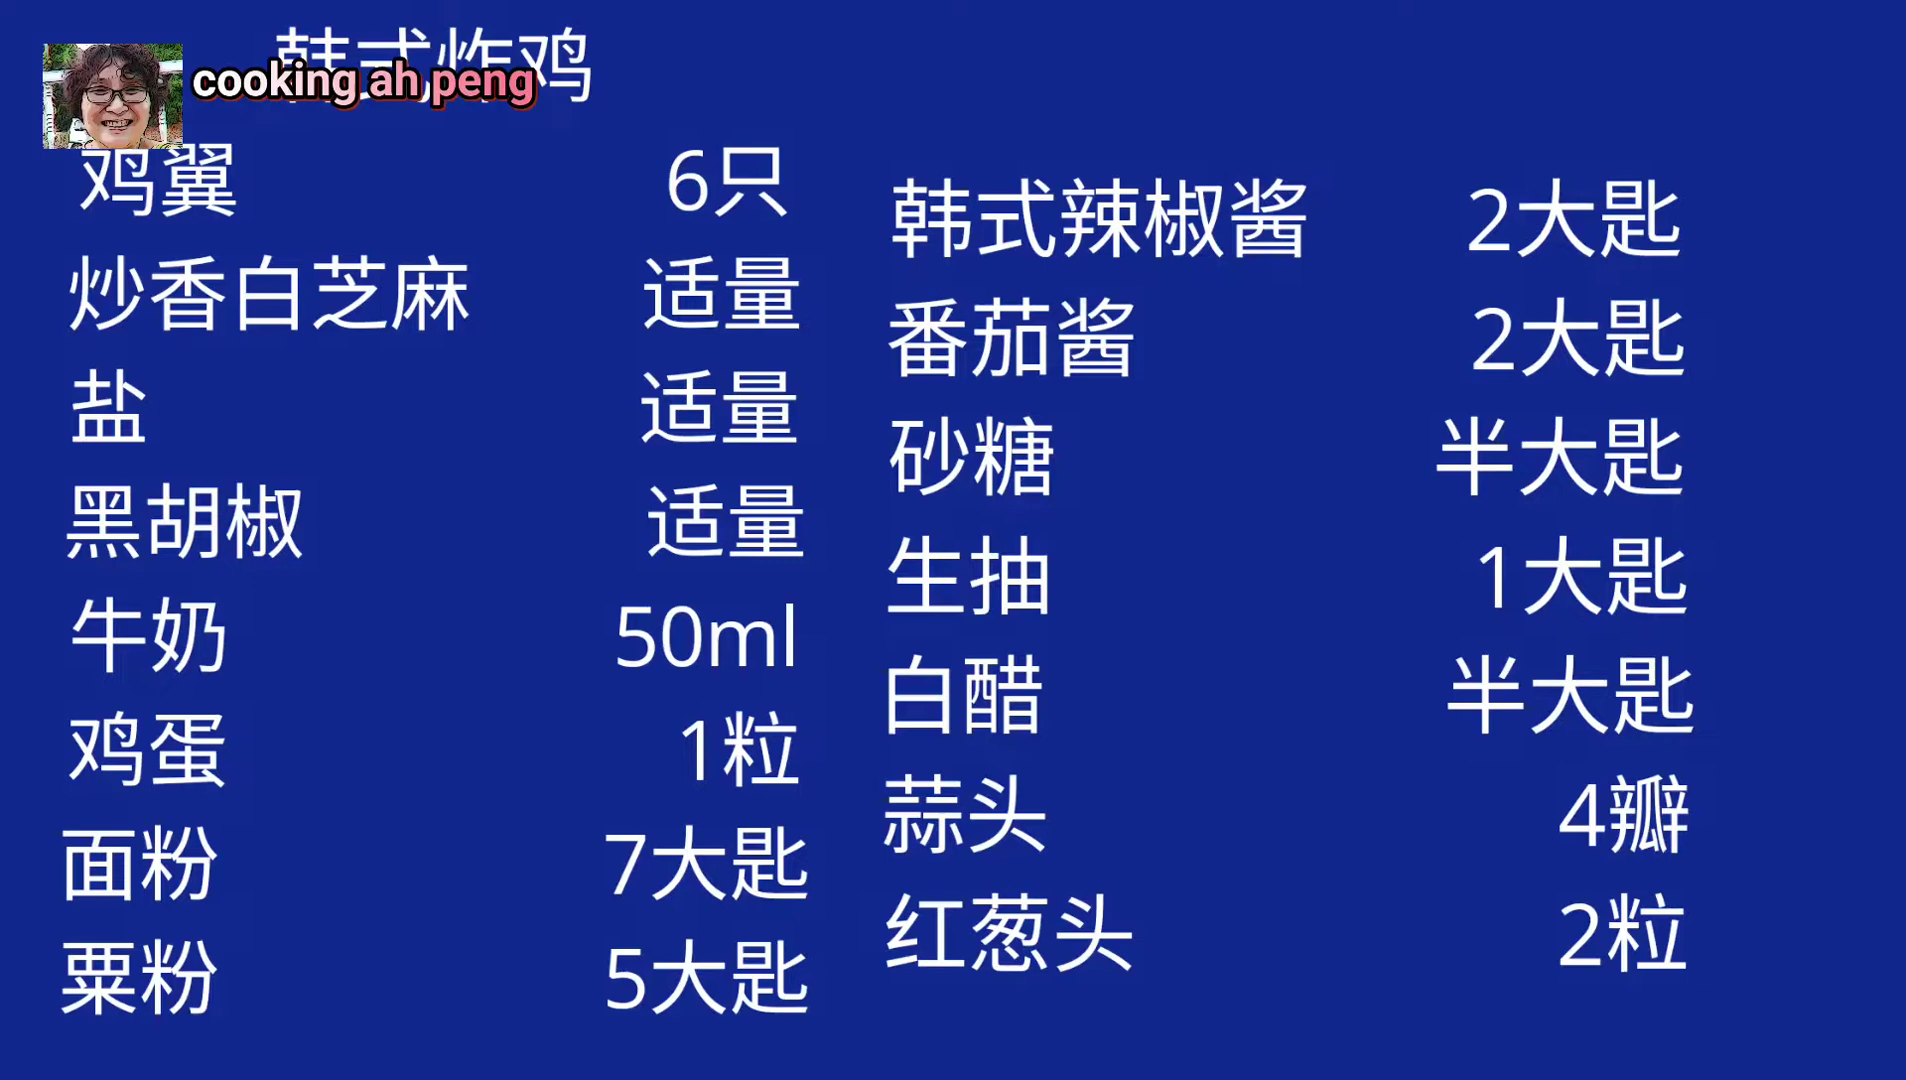 韩式炸鸡
cooking ah peng
鸡翼 6只
炒香白芝麻 适量
盐 适量
黑胡椒 适量
牛奶 50ml
鸡蛋 1粒
面粉 7大匙
粟粉 5大匙
韩式辣椒酱 2大匙
番茄酱 2大匙
砂糖 半大匙
生抽 1大匙
白醋 半大匙
蒜头 4瓣
红葱头 2粒